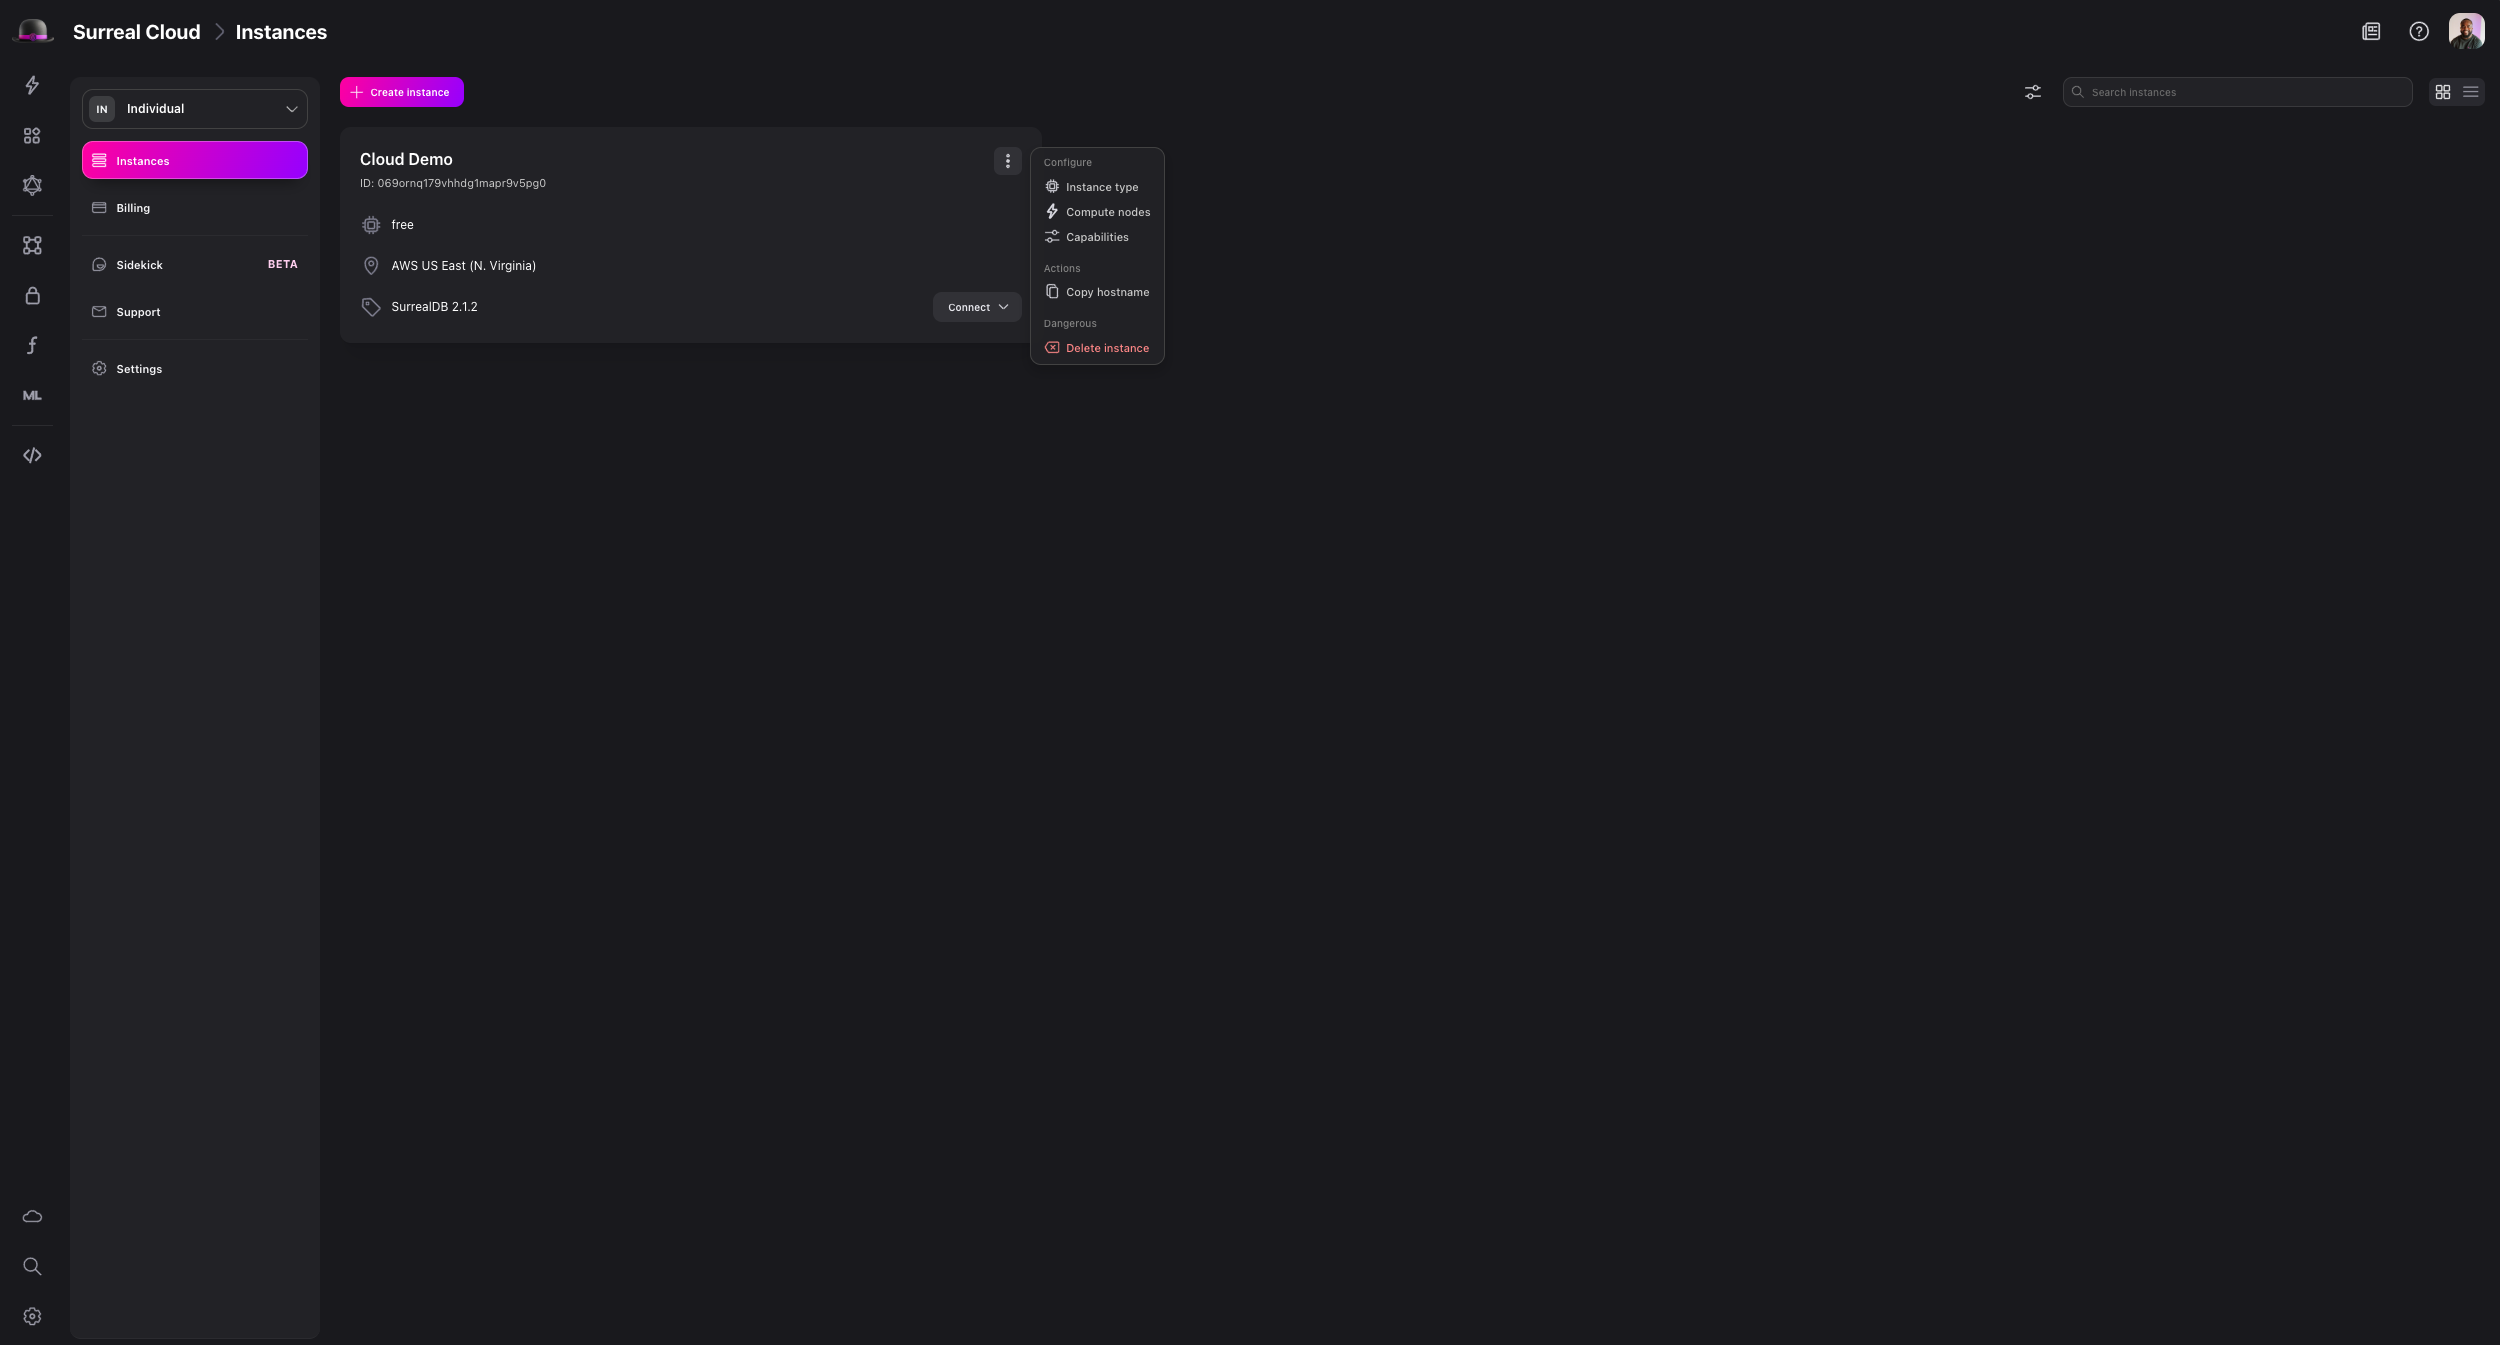 Surreal Cloud > Instances
IN Individual
Instances
Billing
Sidekick BETA
Support
Settings
ML
Create instance
Search instances
Cloud Demo
ID: 069ornq179vhhdg1mapr9v5pg0
free
AWS US East (N. Virginia)
SurrealDB 2.1.2
Connect
Configure
Instance type
Compute nodes
Capabilities
Actions
Copy hostname
Dangerous
Delete instance